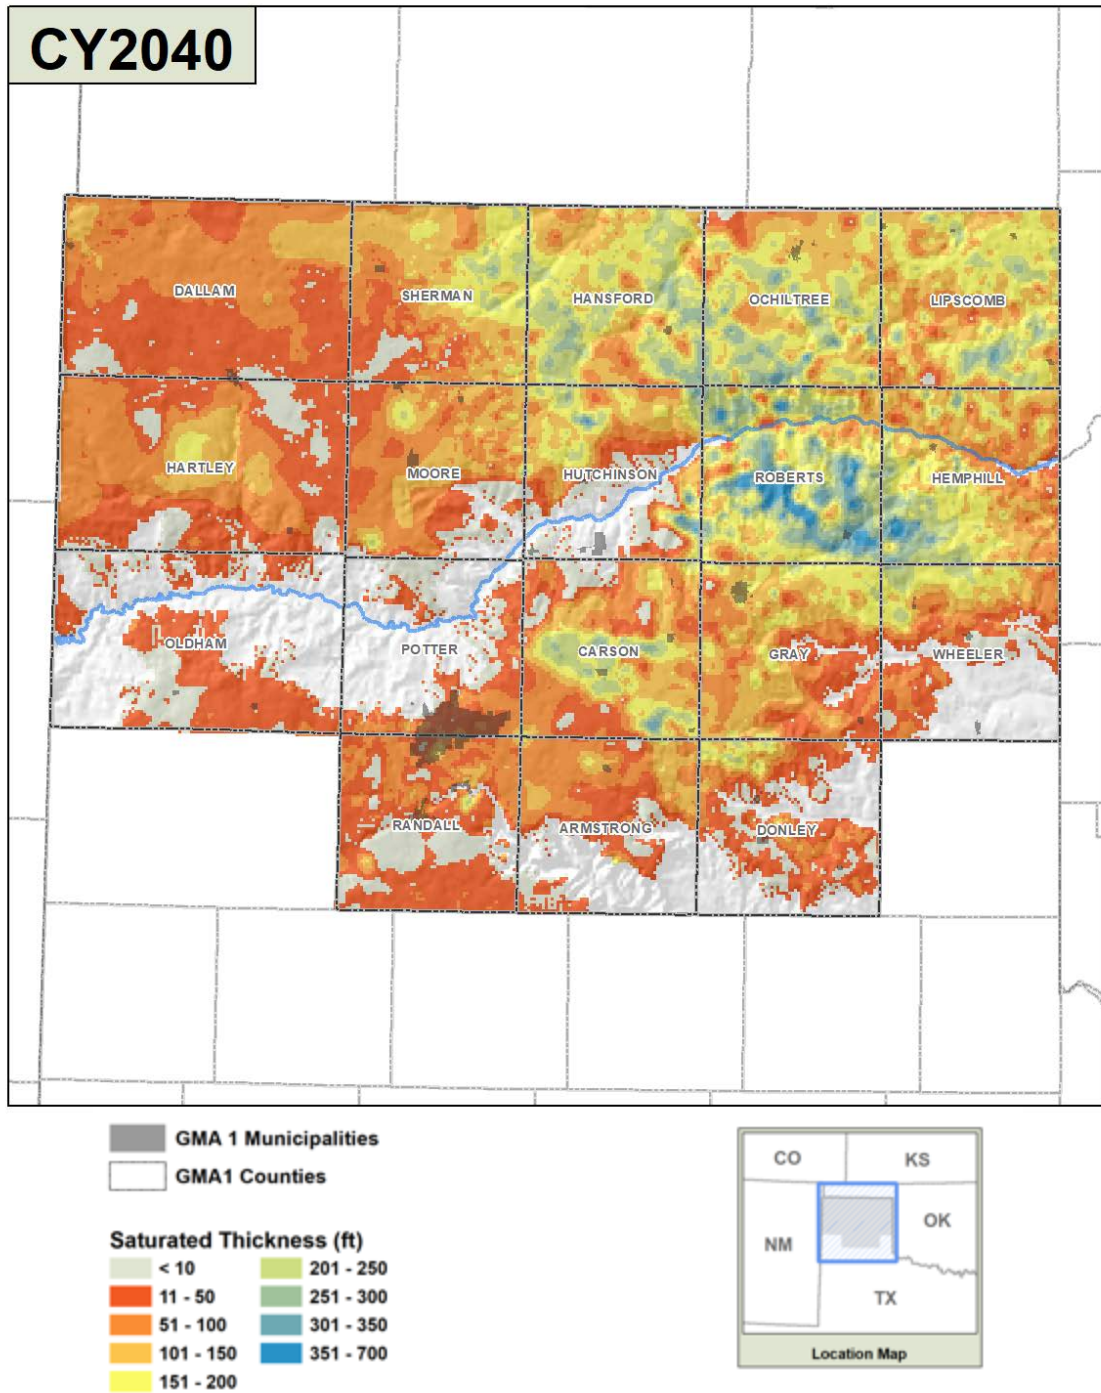 CY2040
DALLAM
SHERMAN
HANSFORD
OCHILTREE
LIPSCOMB
HARTLEY
MOORE
HUTCHINSON
ROBERTS
HEMPHILL
OLDHAM
POTTER
CARSON
GRAY
WHEELER
RANDALL
ARMSTRONG
DONLEY
GMA 1 Municipalities
GMA1 Counties
Saturated Thickness (ft)
< 10
11 - 50
51 - 100
101 - 150
151 - 200
201 - 250
251 - 300
301 - 350
351 - 700
CO
KS
NM
OK
TX
Location Map